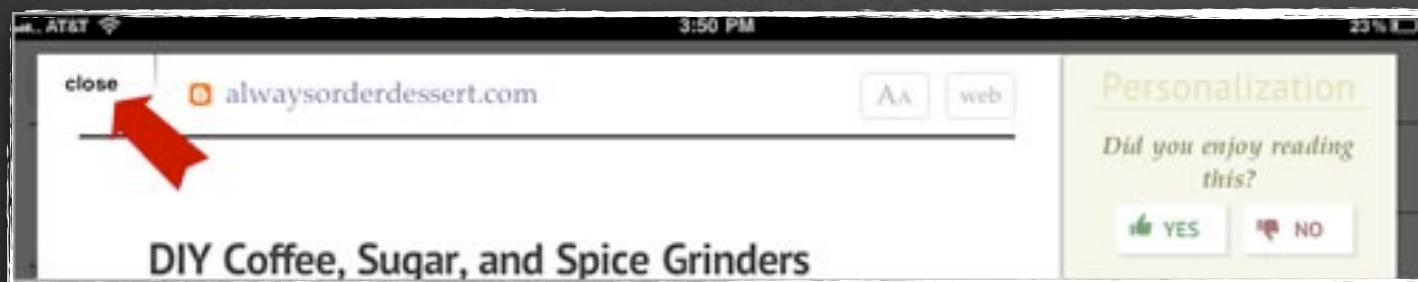 AT&T 3:50 PM 23%
close
alwaysorderdessert.com AA web
Personalization
Did you enjoy reading
this?
YES NO
DIY Coffee, Sugar, and Spice Grinders